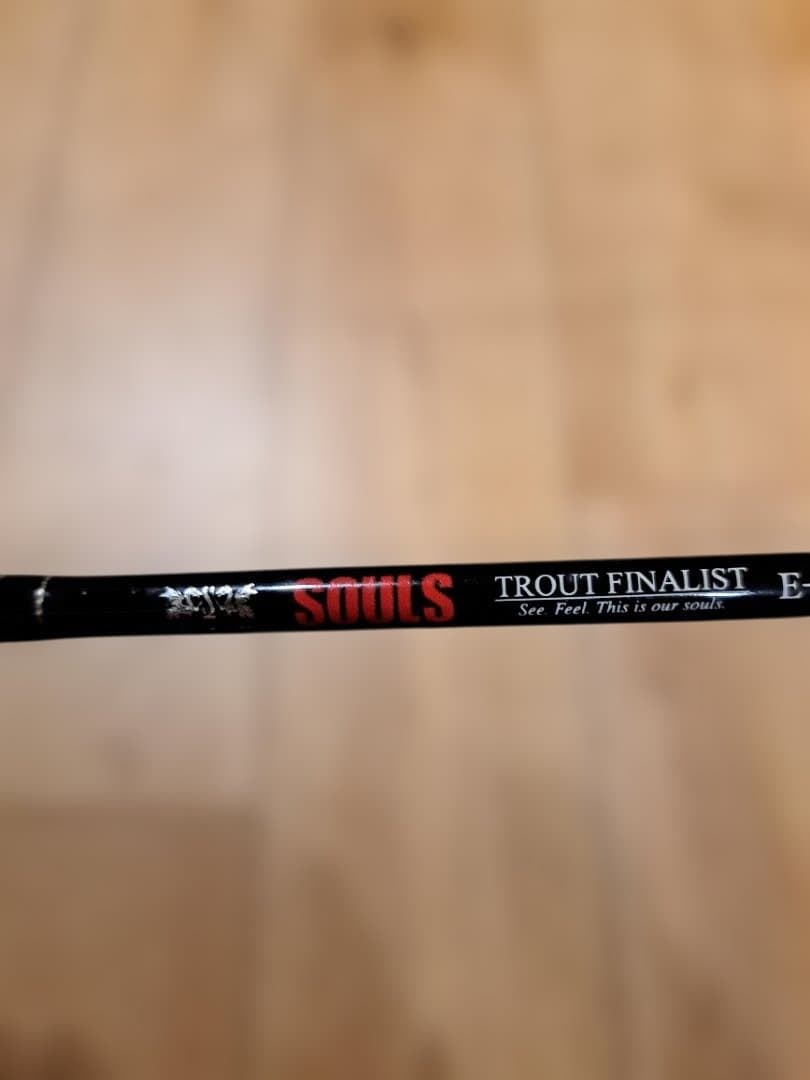 SOULS
TROUT FINALIST
See. Feel. This is our souls.
E-